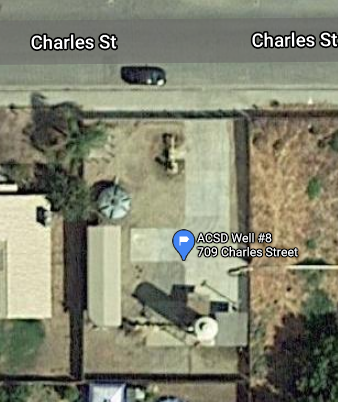 Charles St
Charles St
ACSD Well #8
709 Charles Street